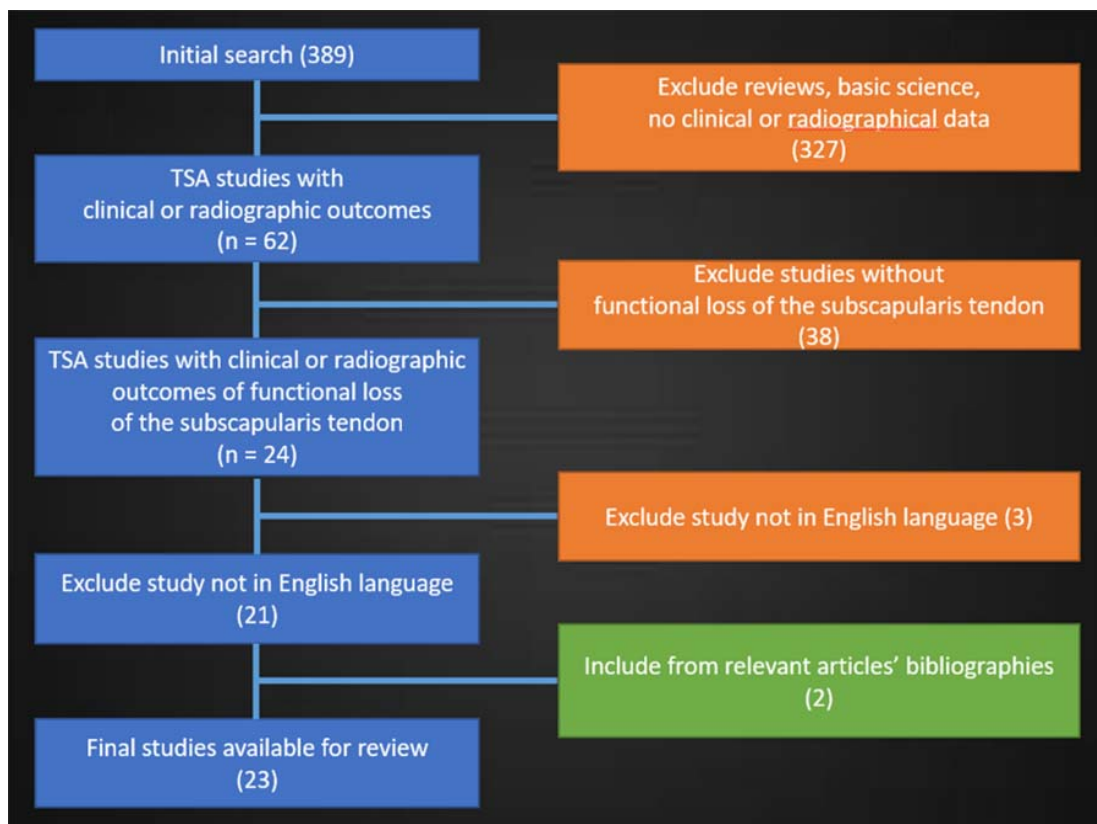 Initial search (389)
Exclude reviews, basic science,
no clinical or radiographical data
(327)
TSA studies with
clinical or radiographic outcomes
(n = 62)
Exclude studies without
functional loss of the subscapularis tendon
(38)
TSA studies with clinical or radiographic
outcomes of functional loss
of the subscapularis tendon
(n = 24)
Exclude study not in English language (3)
Exclude study not in English language
(21)
Include from relevant articles’ bibliographies
(2)
Final studies available for review
(23)